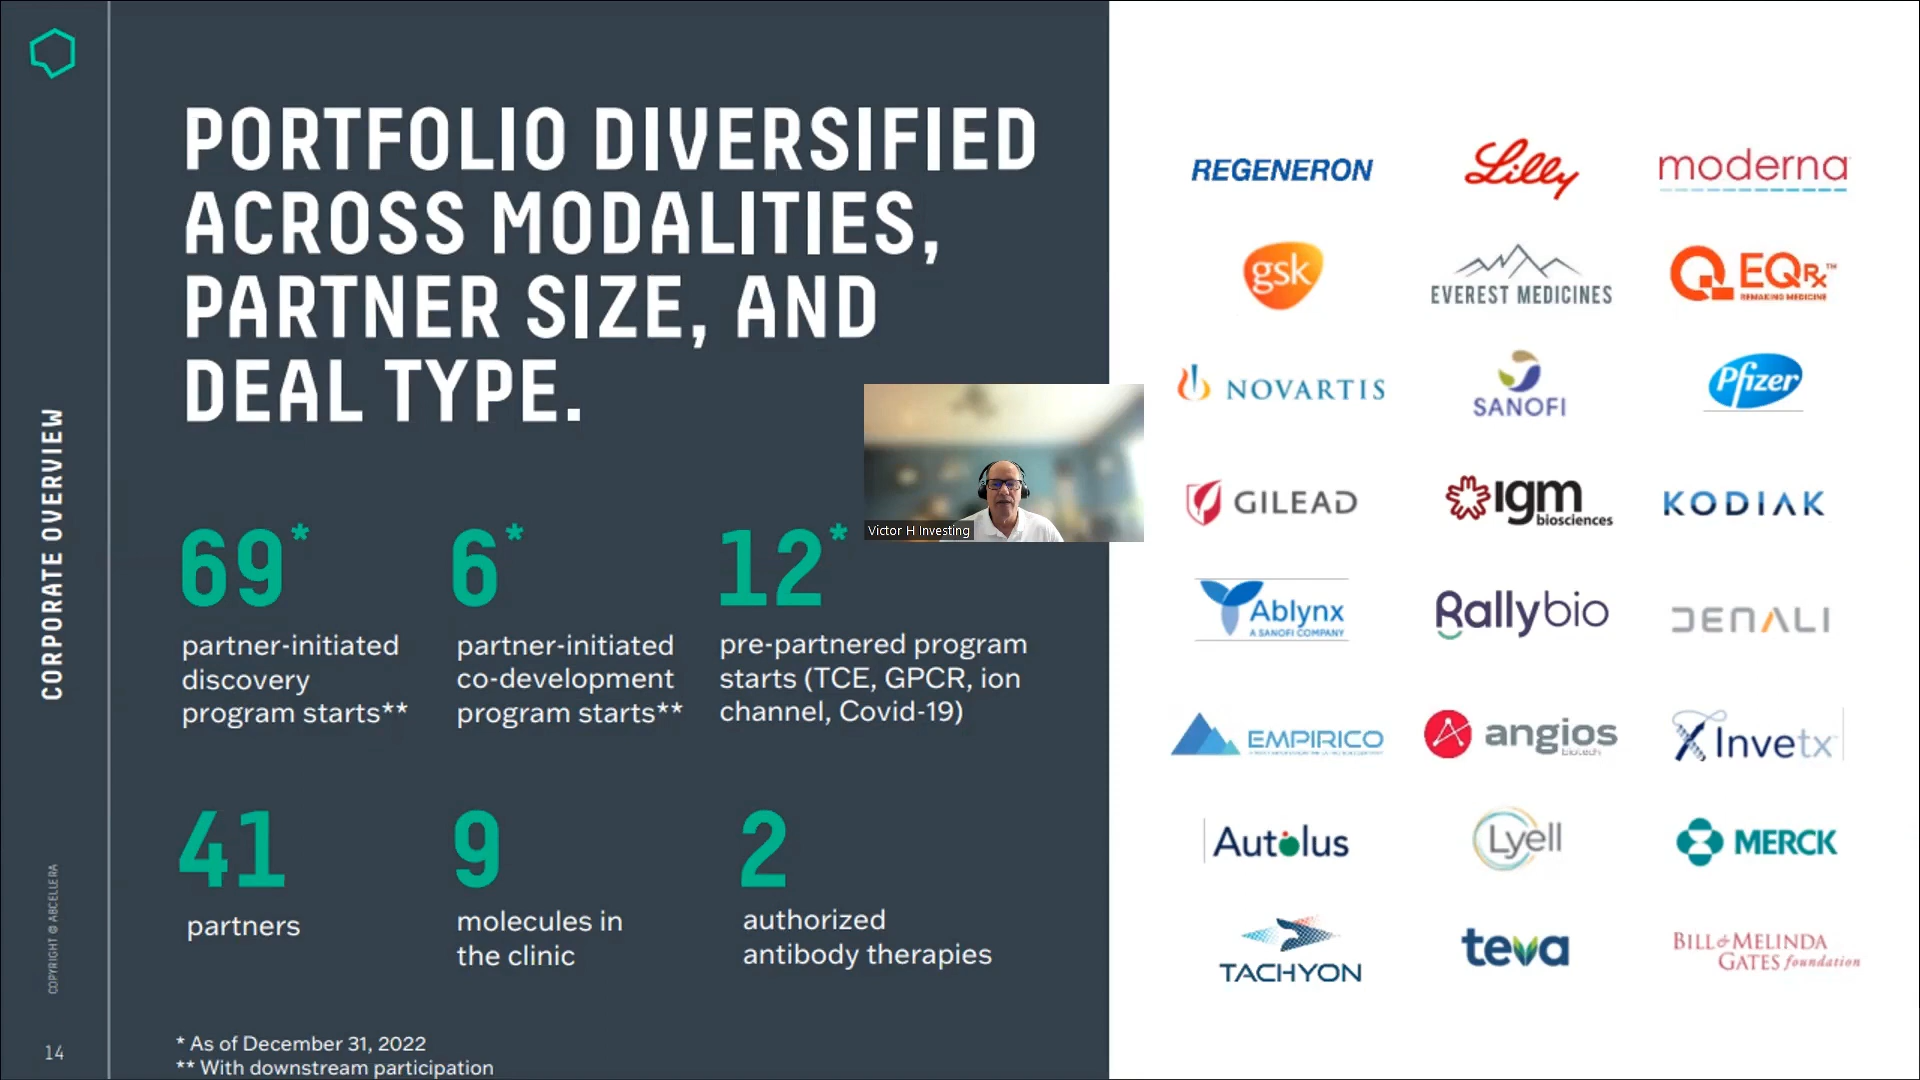 PORTFOLIO DIVERSIFIED
ACROSS MODALITIES,
PARTNER SIZE, AND
DEAL TYPE.
69*
partner-initiated
discovery
program starts**
6*
partner-initiated
co-development
program starts**
12*
pre-partnered program
starts (TCE, GPCR, ion
channel, Covid-19)
41
partners
9
molecules in
the clinic
2
authorized
antibody therapies
* As of December 31, 2022
** With downstream participation
CORPORATE OVERVIEW
COPYRIGHT @ ABCELLERA
14
Victor H Investing
REGENERON
Lilly
moderna
gsk
EVEREST MEDICINES
EQRx™
REMAKING MEDICINE
NOVARTIS
SANOFI
Pfizer
GILEAD
igm
biosciences
KODIAK
Ablynx
A SANOFI COMPANY
Rallybio
DENALI
EMPIRICO
angios
biotech
Invetx
Autolus
Lyell
MERCK
TACHYON
teva
BILL & MELINDA
GATES foundation